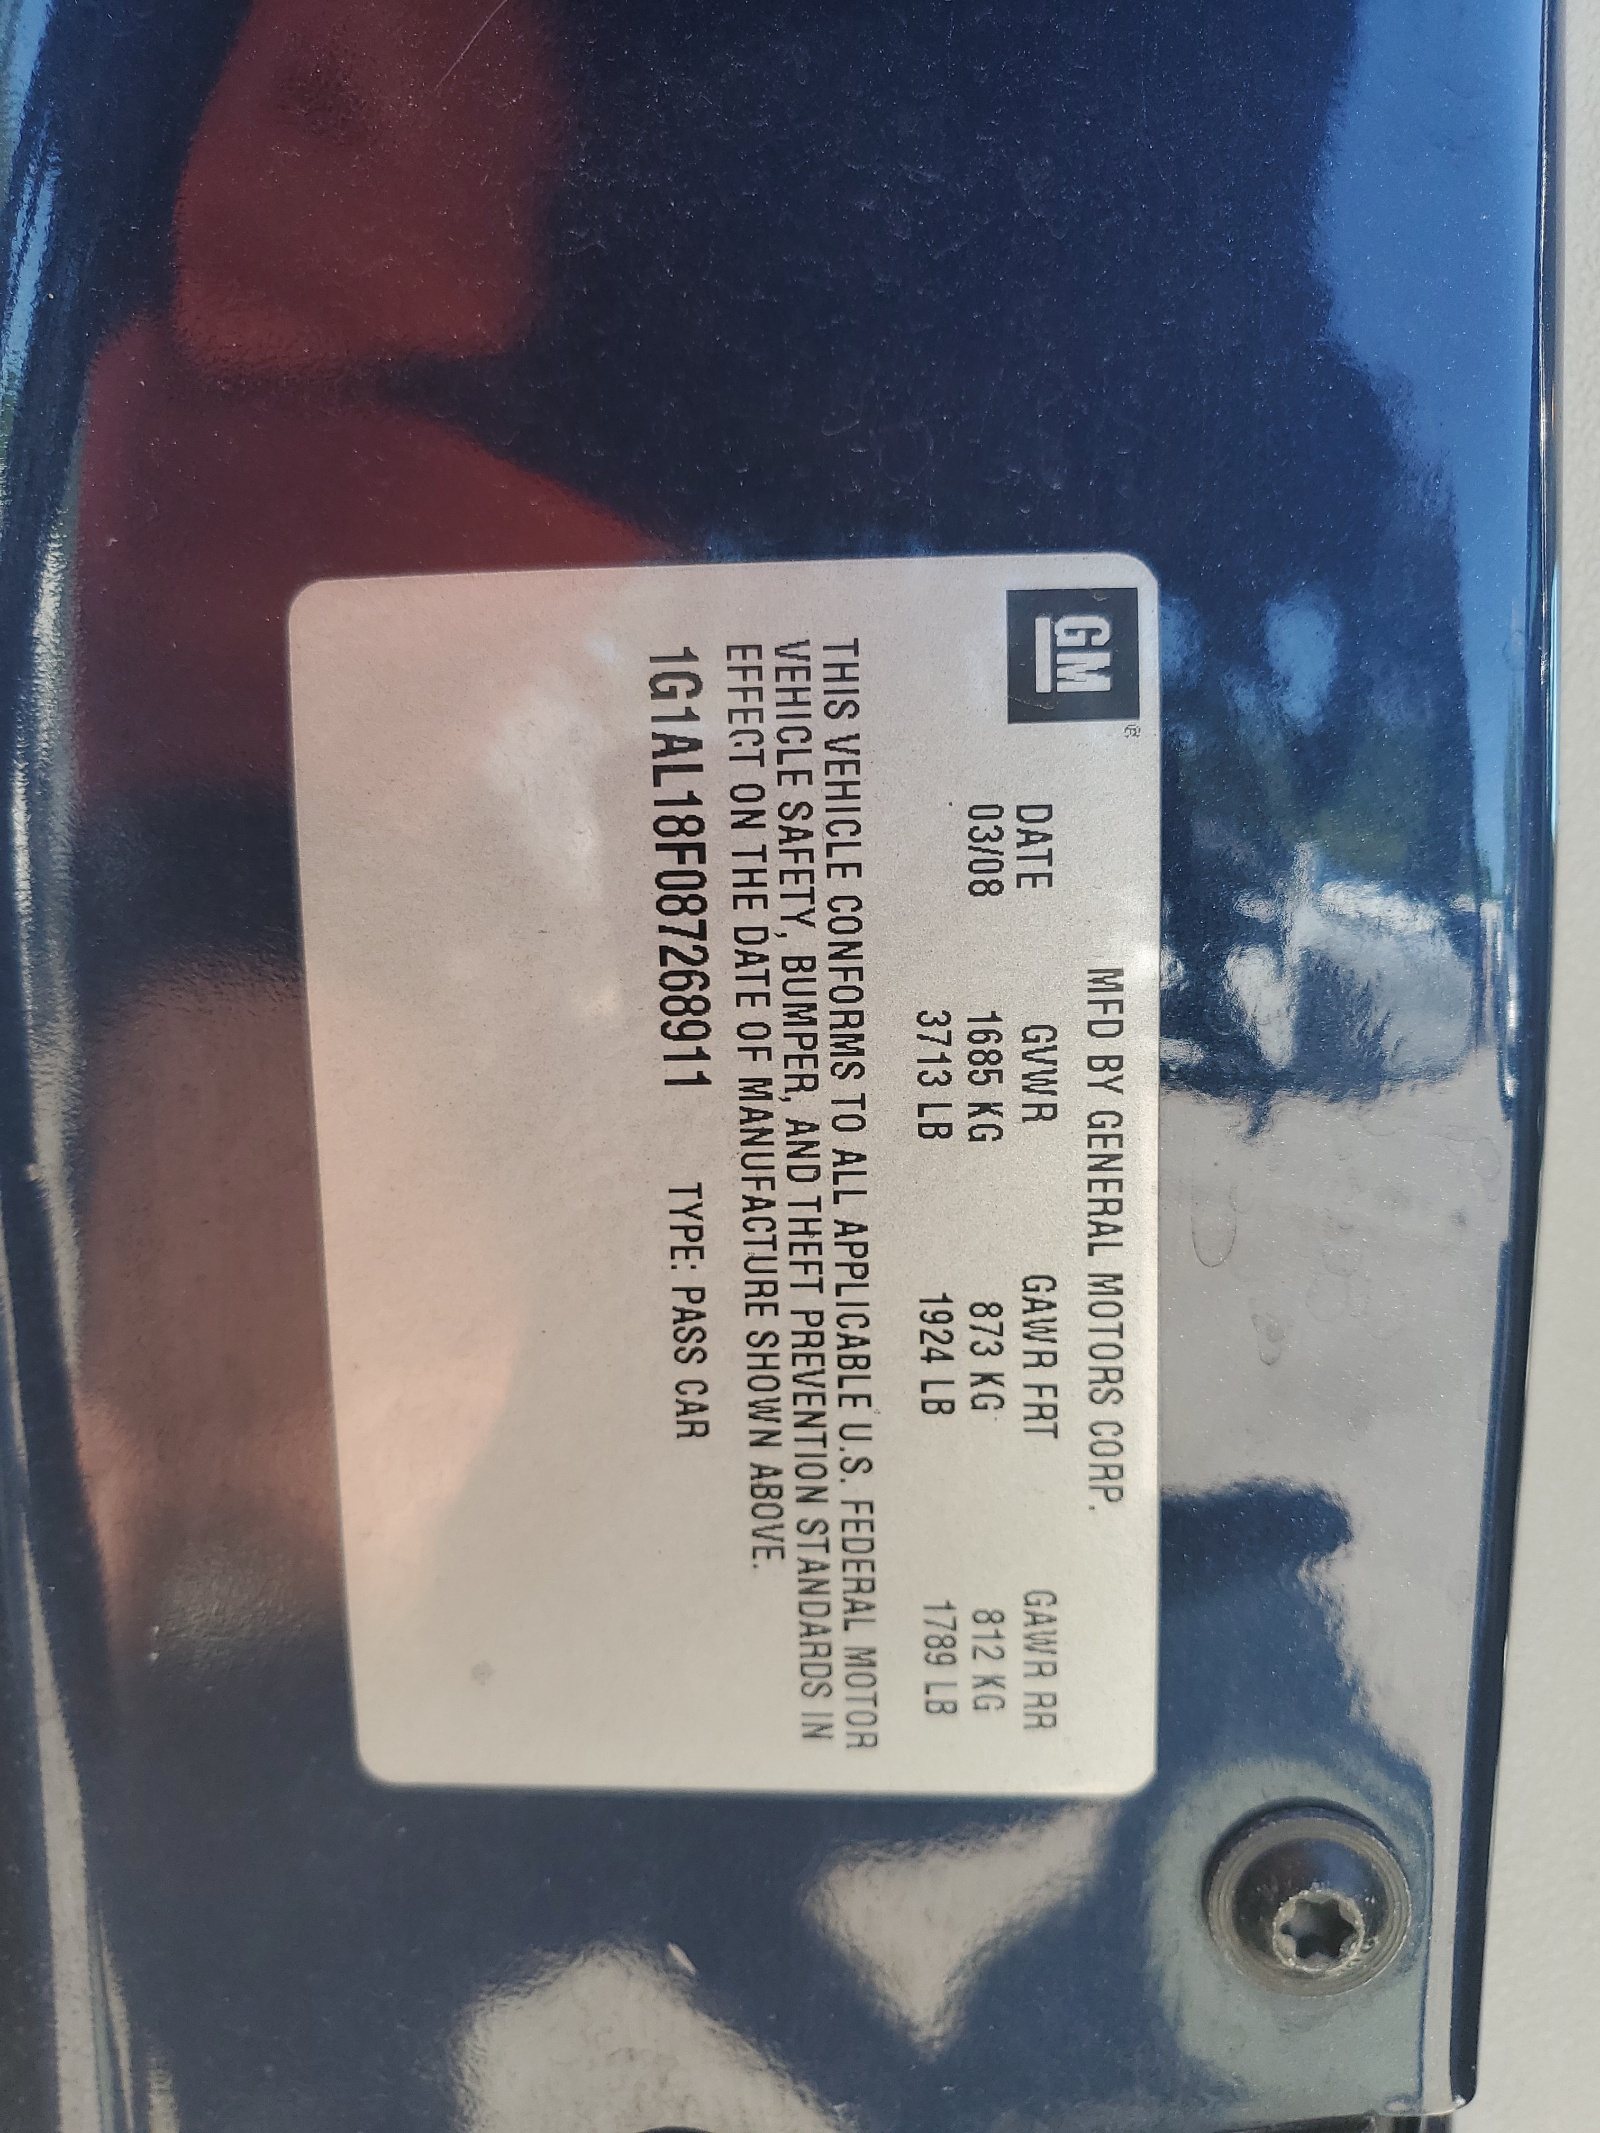 GM ®
MFD BY GENERAL MOTORS CORP.
DATE GVWR GAWR FRT GAWR RR
03/08 1685 KG 873 KG 812 KG
3713 LB 1924 LB 1789 LB
THIS VEHICLE CONFORMS TO ALL APPLICABLE U.S. FEDERAL MOTOR
VEHICLE SAFETY, BUMPER, AND THEFT PREVENTION STANDARDS IN
EFFECT ON THE DATE OF MANUFACTURE SHOWN ABOVE.
1G1AL18F087268911 TYPE: PASS CAR